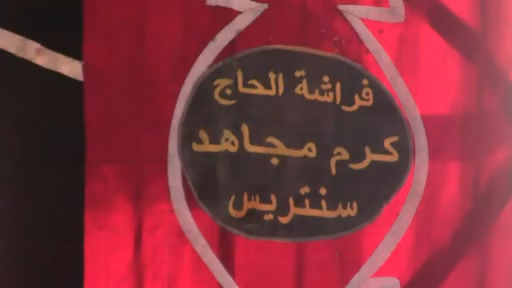 فراشة الحاج
كرم مجاهد
سنتريس